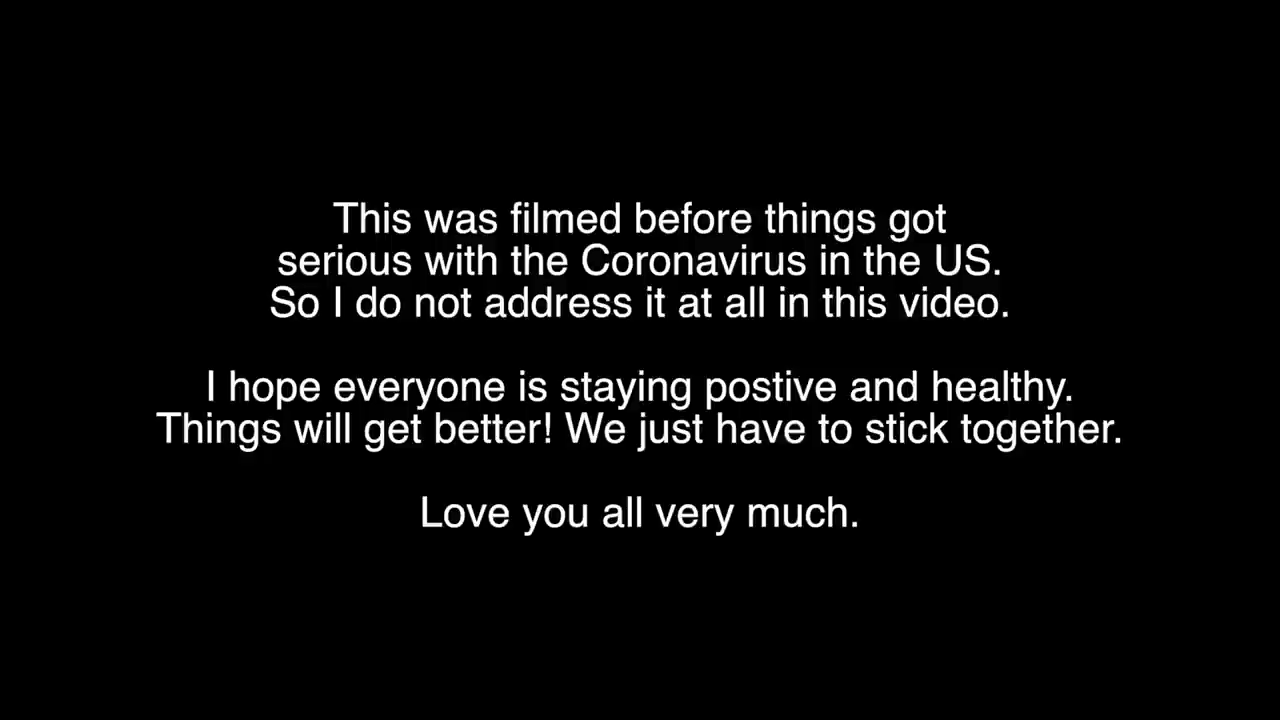 This was filmed before things got
serious with the Coronavirus in the US.
So I do not address it at all in this video.
I hope everyone is staying postive and healthy.
Things will get better! We just have to stick together.
Love you all very much.